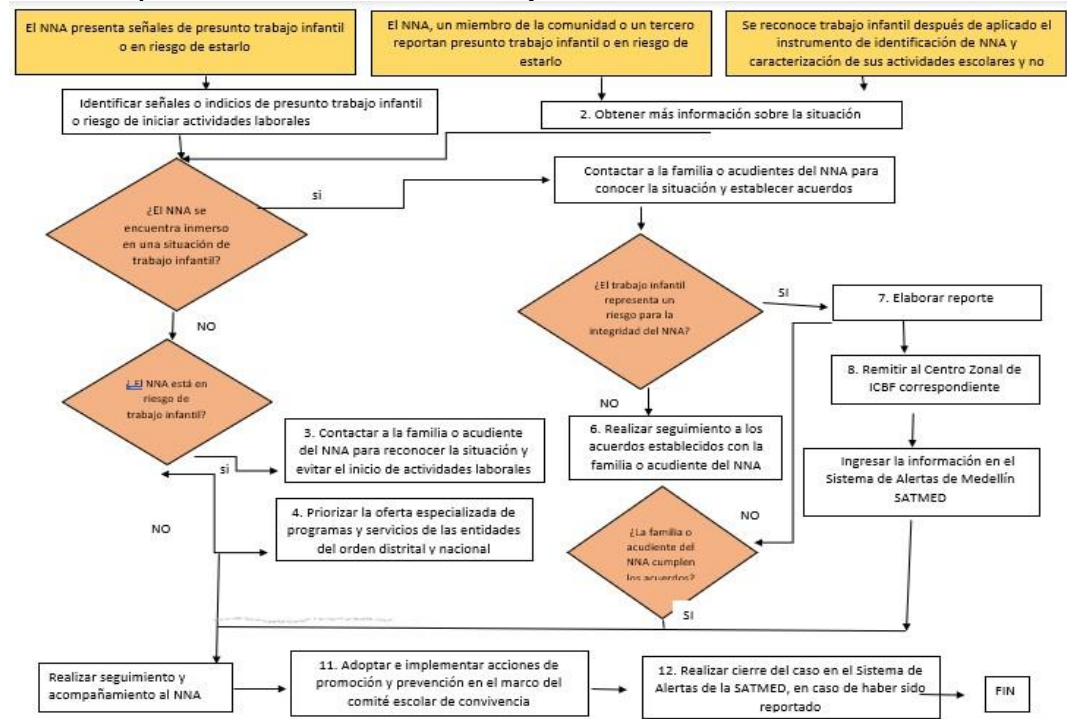 El NNA presenta señales de presunto trabajo infantil
o en riesgo de estarlo
El NNA, un miembro de la comunidad o un tercero
reportan presunto trabajo infantil o en riesgo de
estarlo
Se reconoce trabajo infantil después de aplicado el
instrumento de identificación de NNA y
caracterización de sus actividades escolares y no
Identificar señales o indicios de presunto trabajo infantil
o riesgo de iniciar actividades laborales
2. Obtener más información sobre la situación
¿El NNA se
encuentra inmerso
en una situación de
trabajo infantil?
si
Contactar a la familia o acudientes del NNA para
conocer la situación y establecer acuerdos
NO
¿El trabajo infantil
representa un
riesgo para la
integridad del NNA?
SI
7. Elaborar reporte
8. Remitir al Centro Zonal de
ICBF correspondiente
¿El NNA está en
riesgo de
trabajo infantil?
si
3. Contactar a la familia o acudiente
del NNA para reconocer la situación y
evitar el inicio de actividades laborales
NO
6. Realizar seguimiento a los
acuerdos establecidos con la
familia o acudiente del NNA
Ingresar la información en el
Sistema de Alertas de Medellín
SATMED
NO
4. Priorizar la oferta especializada de
programas y servicios de las entidades
del orden distrital y nacional
¿La familia o
acudiente del
NNA cumplen
los acuerdos?
NO
SI
Realizar seguimiento y
acompañamiento al NNA
11. Adoptar e implementar acciones de
promoción y prevención en el marco del
comité escolar de convivencia
12. Realizar cierre del caso en el Sistema de
Alertas de la SATMED, en caso de haber sido
reportado
FIN